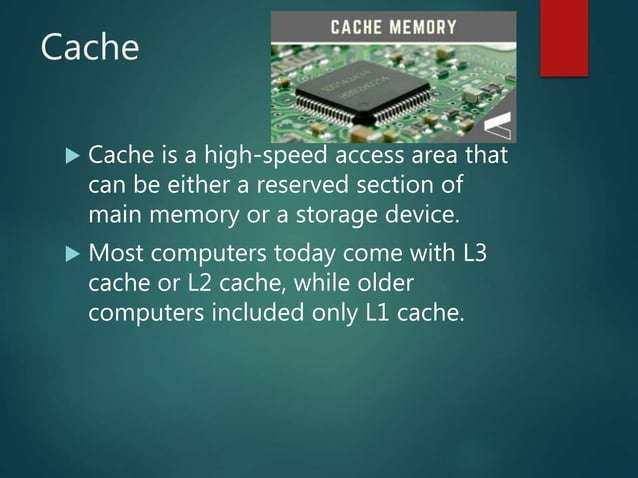 Cache
CACHE MEMORY
Cache is a high-speed access area that
can be either a reserved section of
main memory or a storage device.
Most computers today come with L3
cache or L2 cache, while older
computers included only L1 cache.